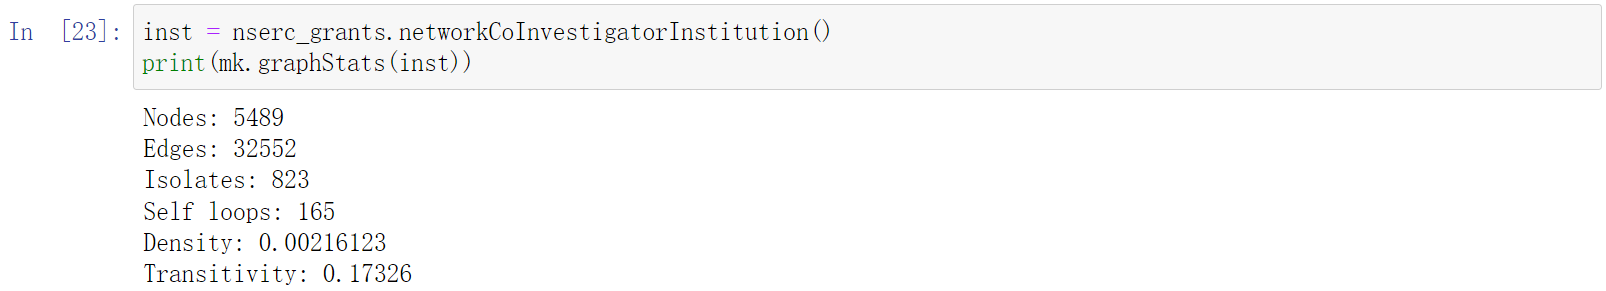 In [23]: inst = nserc_grants.networkCoInvestigatorInstitution()
print(mk.graphStats(inst))
Nodes: 5489
Edges: 32552
Isolates: 823
Self loops: 165
Density: 0.00216123
Transitivity: 0.17326